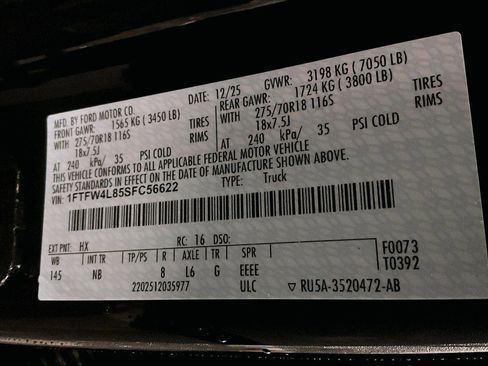 MFD. BY FORD MOTOR CO. DATE: 12/25 GVWR: 3198 KG ( 7050 LB)
FRONT GAWR: 1565 KG ( 3450 LB) REAR GAWR: 1724 KG ( 3800 LB)
WITH 275/70R18 116S TIRES WITH 275/70R18 116S TIRES
18x7.5J RIMS 18x7.5J RIMS
AT 240 kPa/ 35 PSI COLD AT 240 kPa/ 35 PSI COLD
THIS VEHICLE CONFORMS TO ALL APPLICABLE FEDERAL MOTOR VEHICLE
SAFETY STANDARDS IN EFFECT ON THE DATE OF MANUFACTURE SHOWN ABOVE.
VIN: 1FTFW4L85SFC56622 TYPE: Truck
EXT PNT: HX RC: 16 DSO: F0073
WB INT TR TP/PS R AXLE TR SPR T0392
145 NB 8 L6 G EEEE
2202512035977 ULC ▽ RU5A-3520472-AB